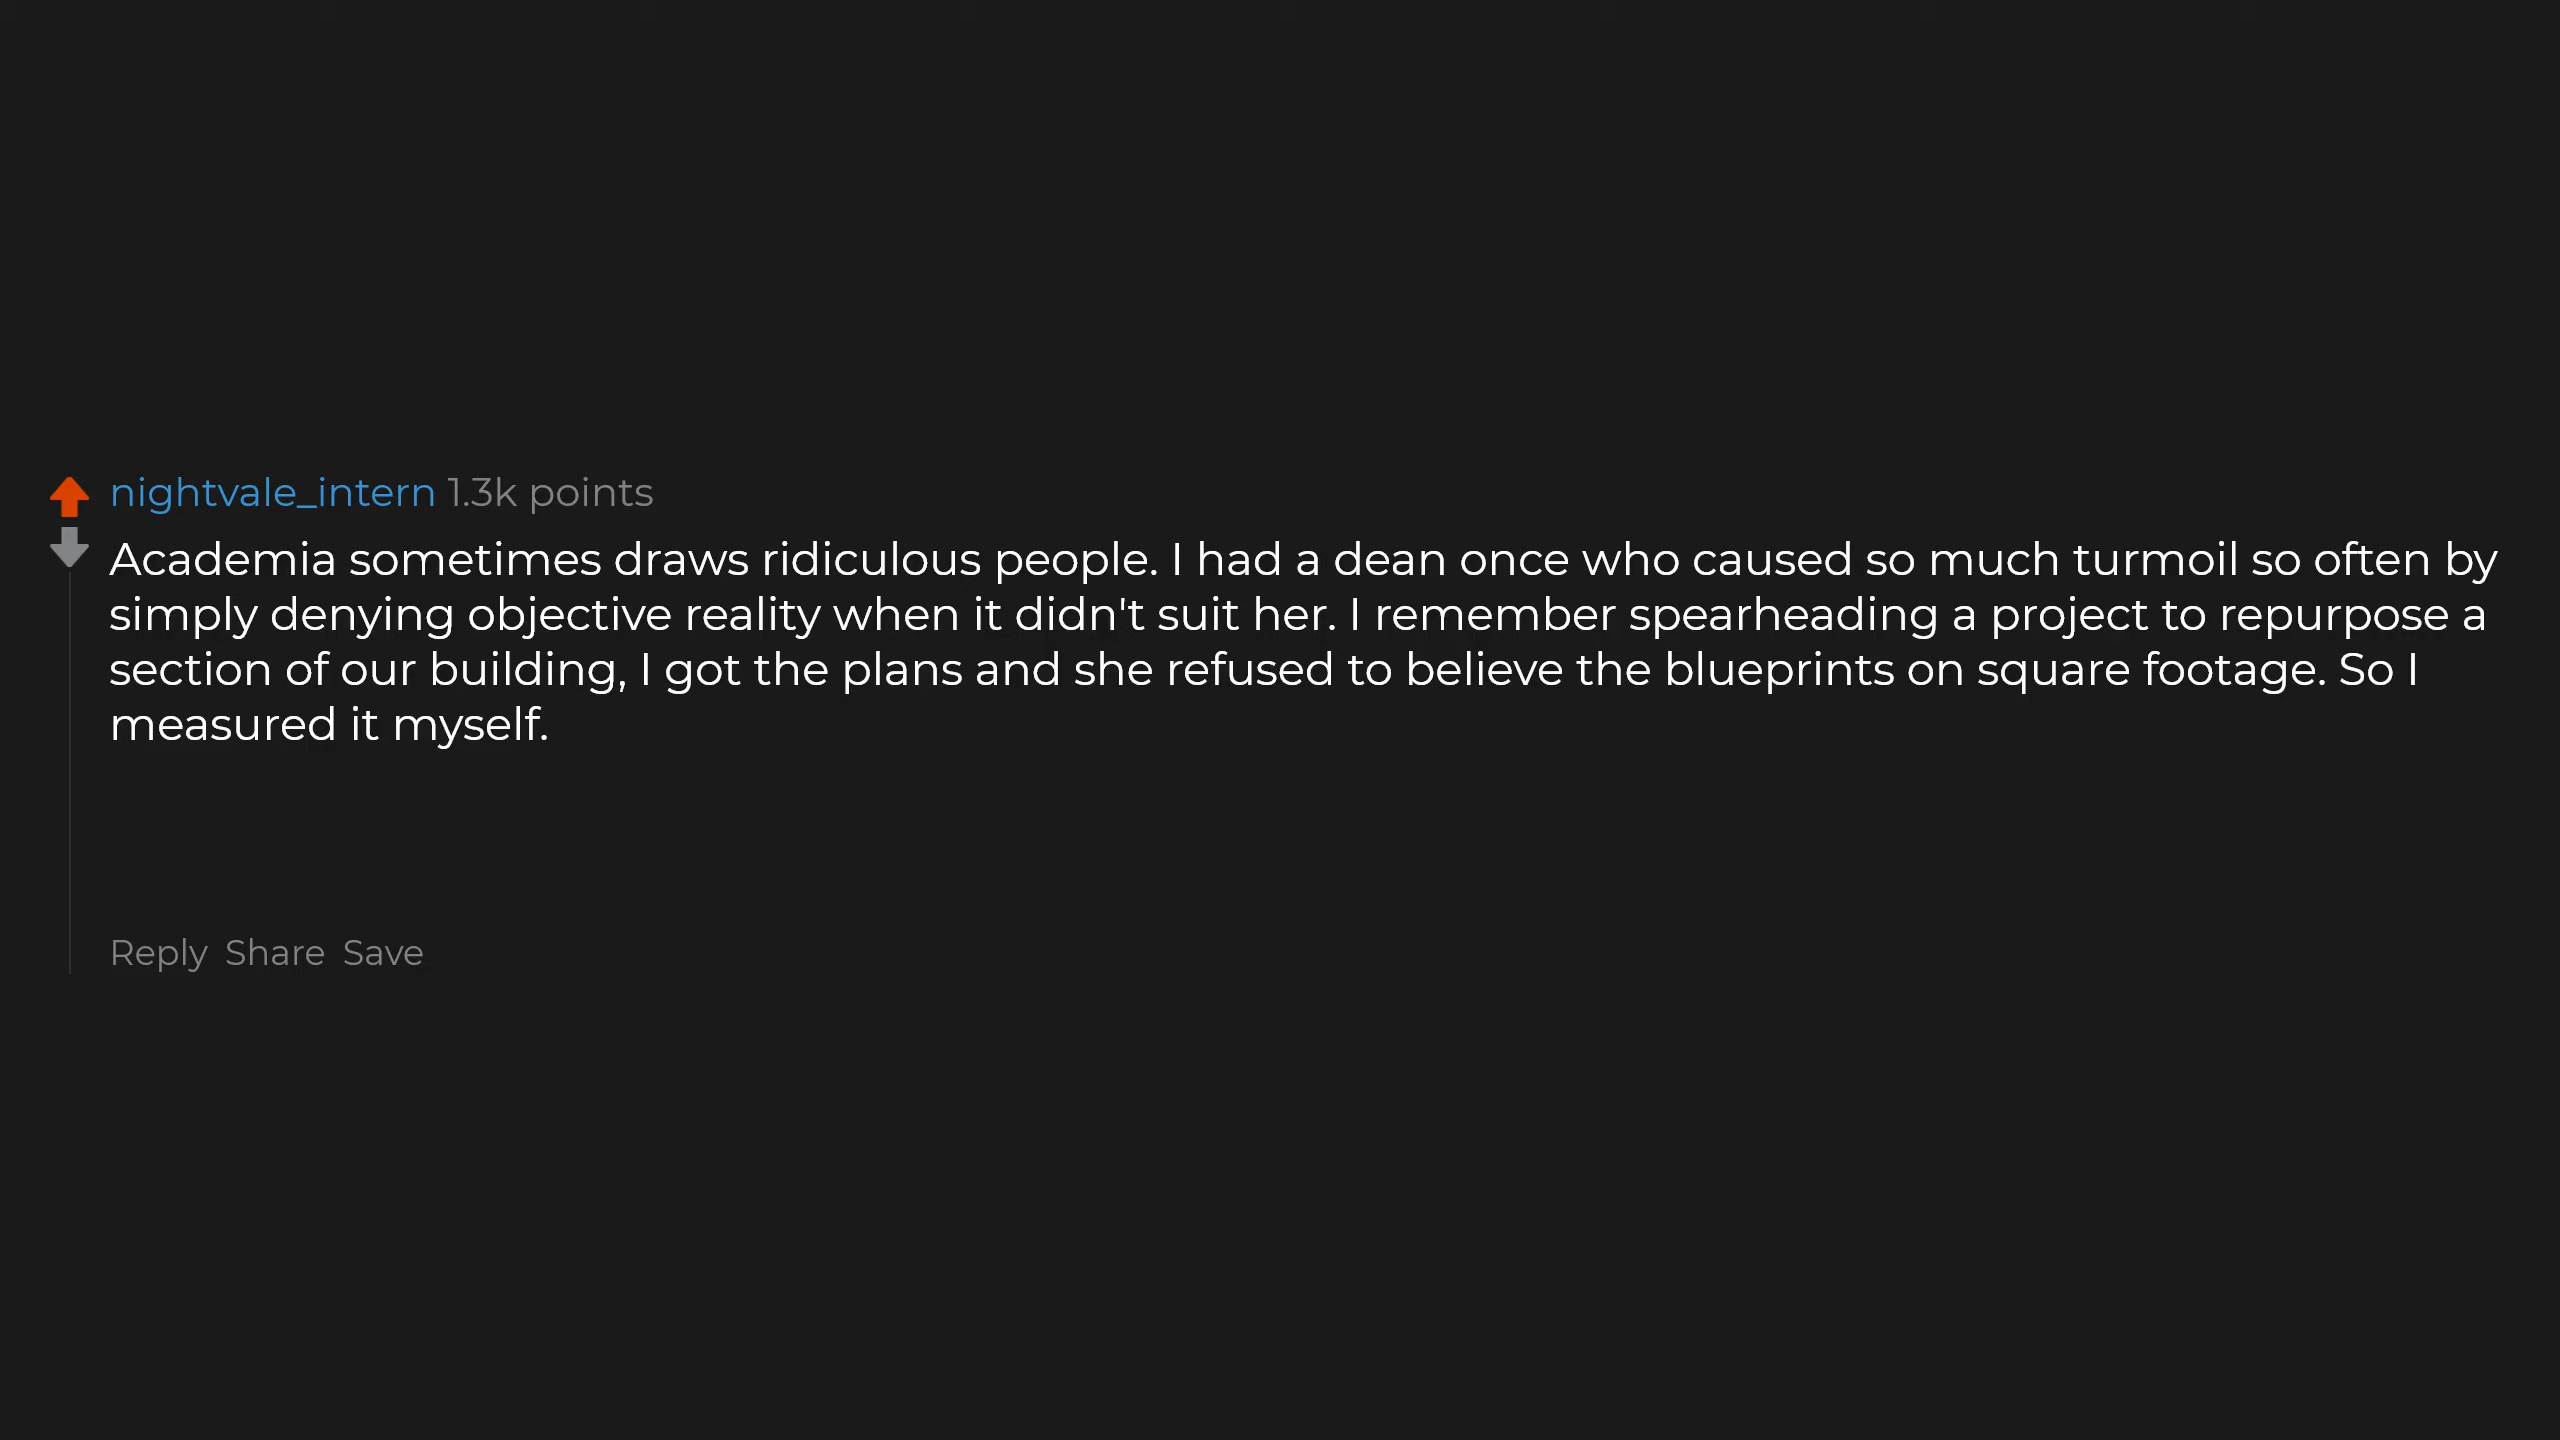 nightvale_intern 1.3k points
Academia sometimes draws ridiculous people. I had a dean once who caused so much turmoil so often by
simply denying objective reality when it didn't suit her. I remember spearheading a project to repurpose a
section of our building, I got the plans and she refused to believe the blueprints on square footage. So I
measured it myself.
Reply Share Save